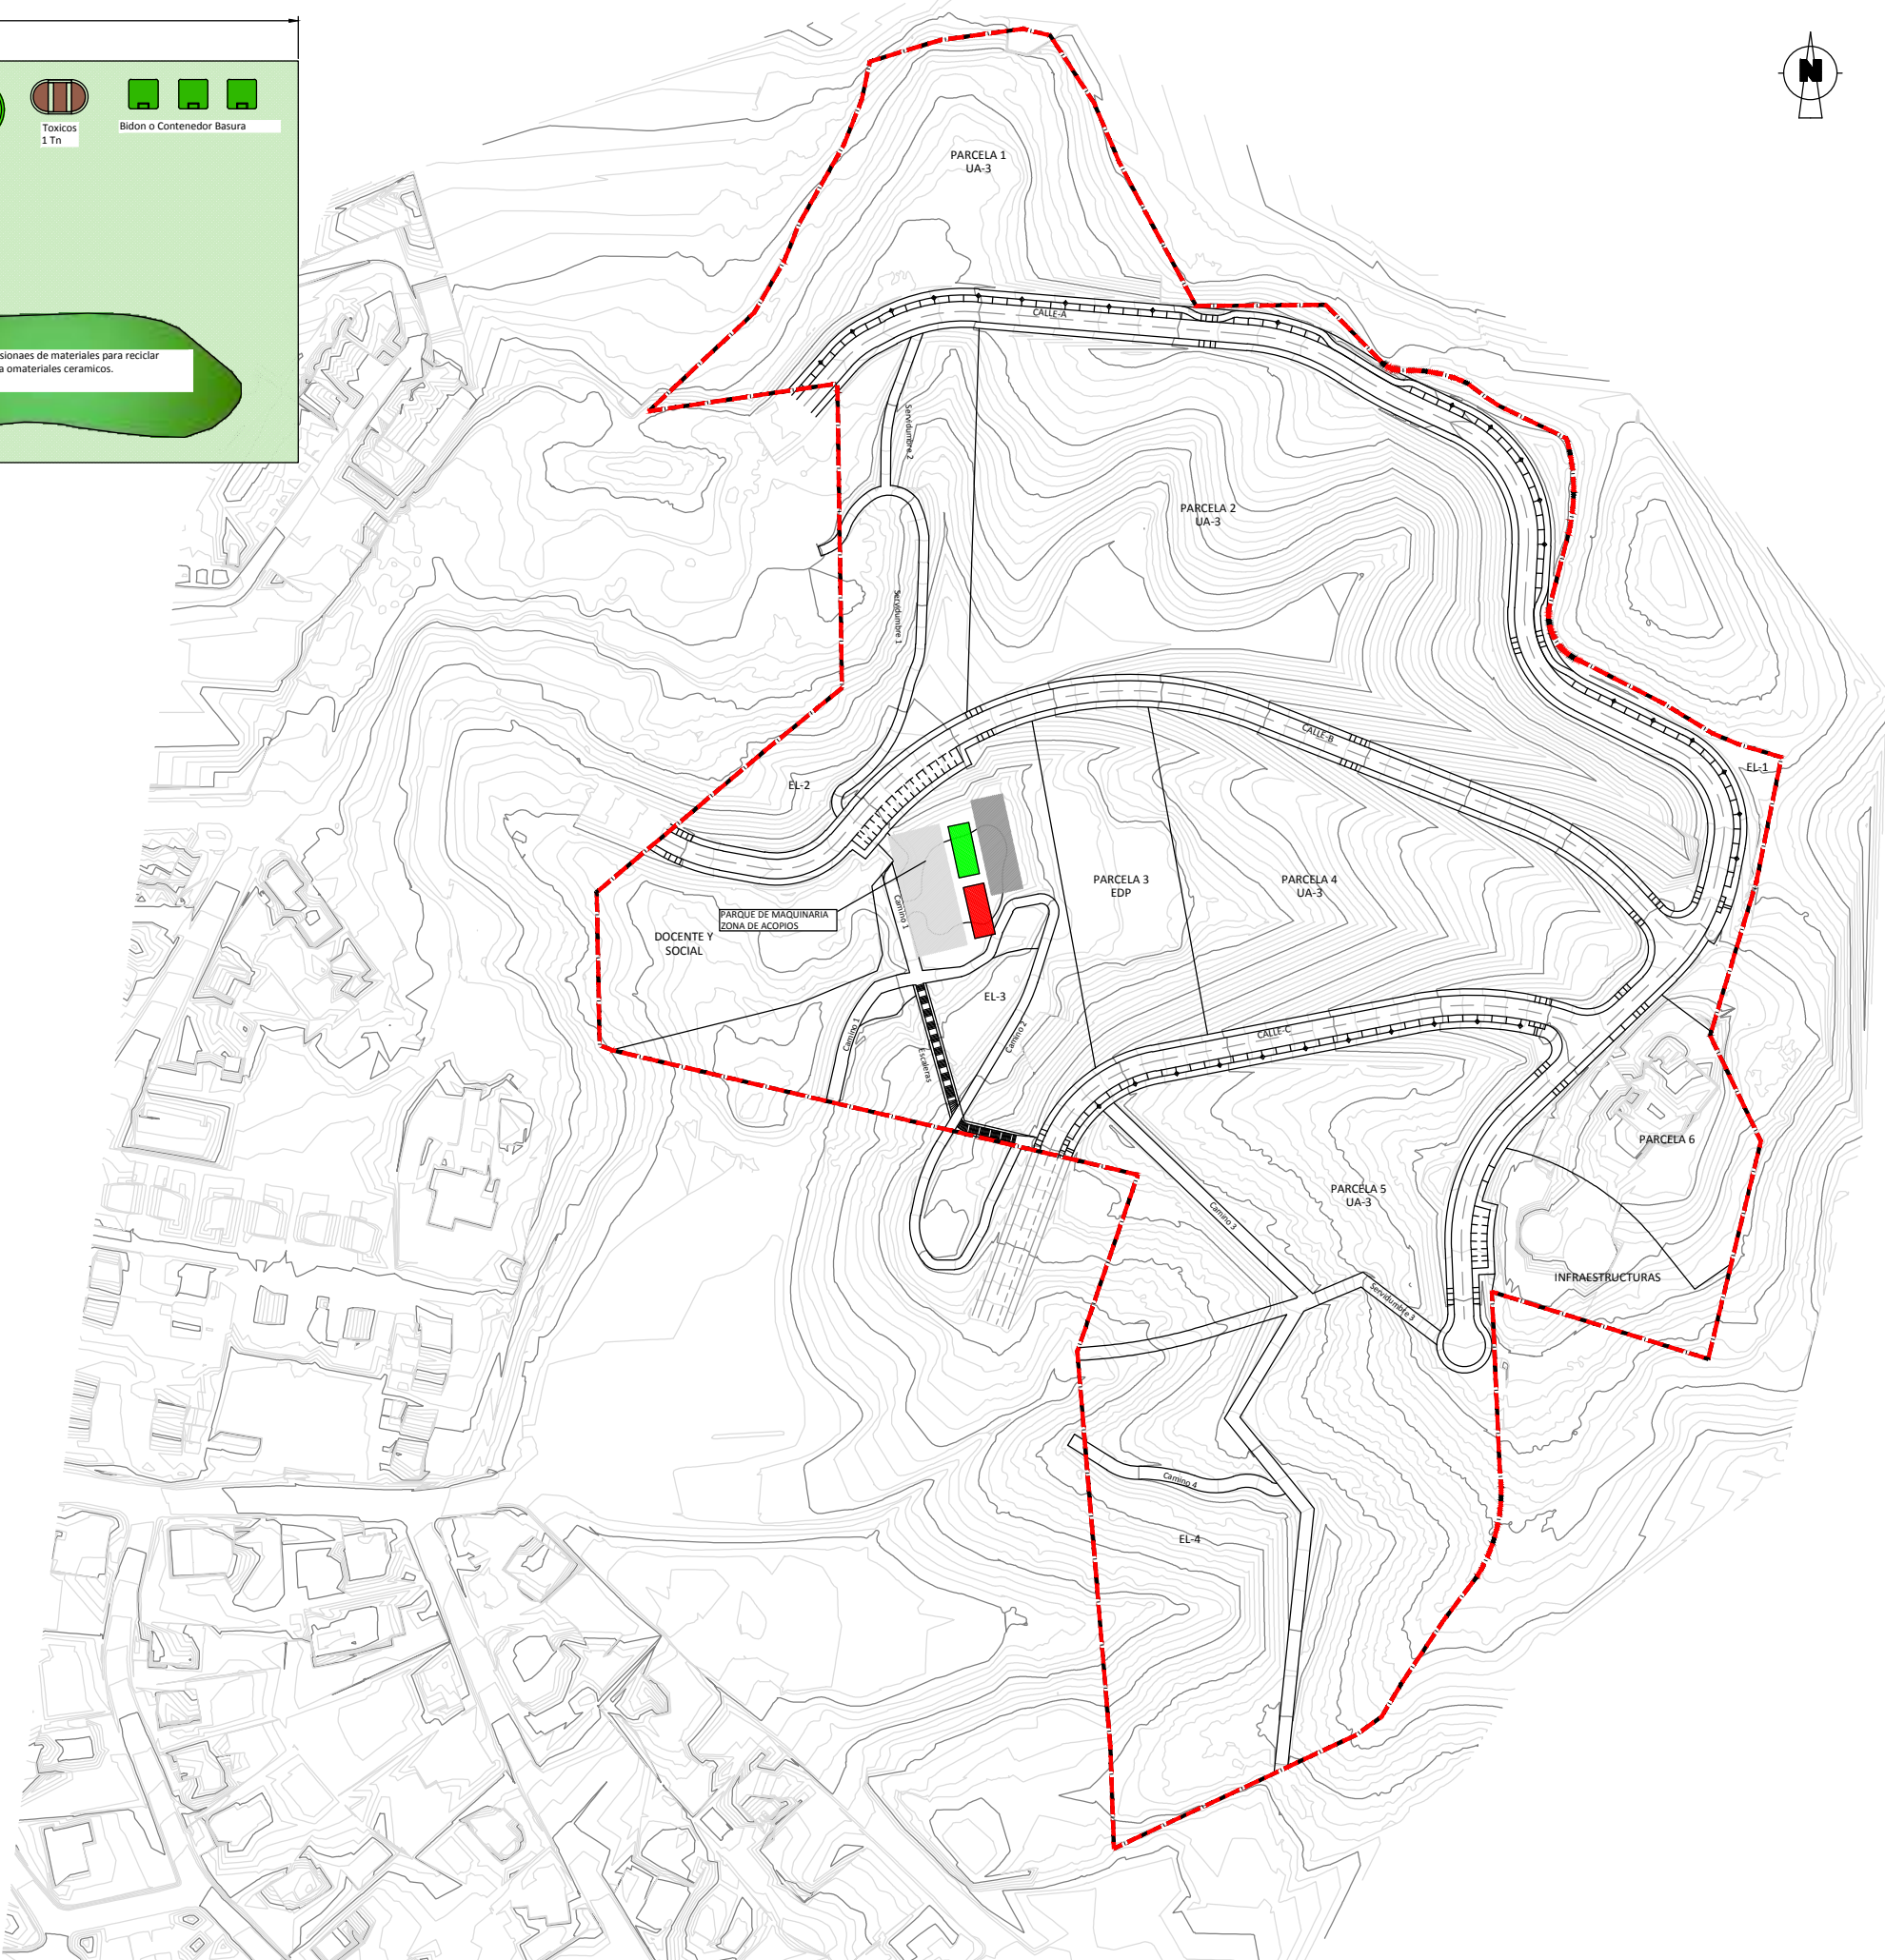 N
Toxicos
1 Tn
Bidon o Contenedor Basura
sionaes de materiales para reciclar
a omateriales ceramicos.
PARCELA 1
UA-3
CALLE-A
Servidumbre 2
PARCELA 2
UA-3
Servidumbre 1
CALLE-B
EL-1
EL-2
PARCELA 3
EDP
PARCELA 4
UA-3
PARQUE DE MAQUINARIA
ZONA DE ACOPIOS
Camino 1
DOCENTE Y
SOCIAL
EL-3
Camino 1
Camino 2
Escaleras
CALLE-C
PARCELA 6
PARCELA 5
UA-3
Camino 3
INFRAESTRUCTURAS
Servidumbre 3
Camino 4
EL-4